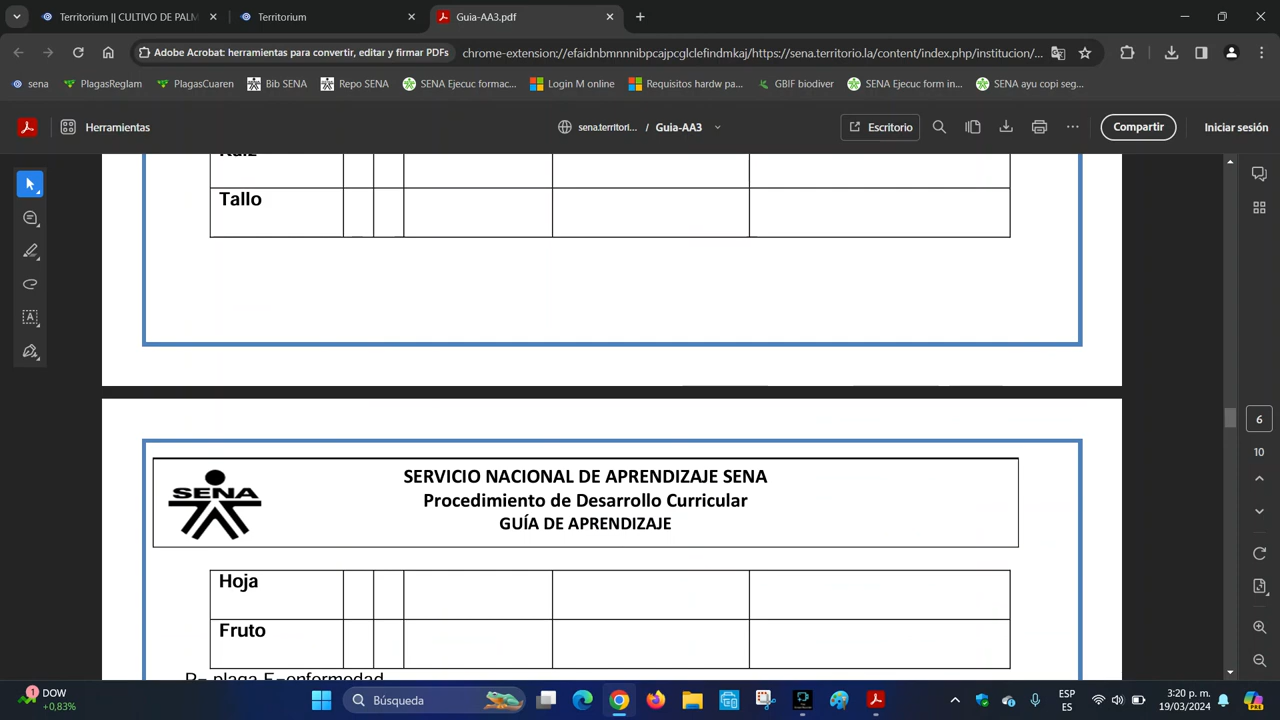 Territorium || CULTIVO DE PALM
Territorium
Guia-AA3.pdf
Adobe Acrobat: herramientas para convertir, editar y firmar PDFs
chrome-extension://efaidnbmnnnibpcajpcglclefindmkaj/https://sena.territorio.la/content/index.php/institucion/...
sena
PlagasReglam
PlagasCuaren
Bib SENA
Repo SENA
SENA Ejecuc formac...
Login M online
Requisitos hardw pa...
GBIF biodiver
SENA Ejecuc form in...
SENA ayu copi seg...
Herramientas
sena.territori... / Guia-AA3
Escritorio
Compartir
Iniciar sesión
Tallo
6
10
SENA
SERVICIO NACIONAL DE APRENDIZAJE SENA
Procedimiento de Desarrollo Curricular
GUÍA DE APRENDIZAJE
Hoja
Fruto
P= plaga E=enfermedad
1
DOW
+0,83%
Búsqueda
ESP
ES
3:20 p. m.
19/03/2024